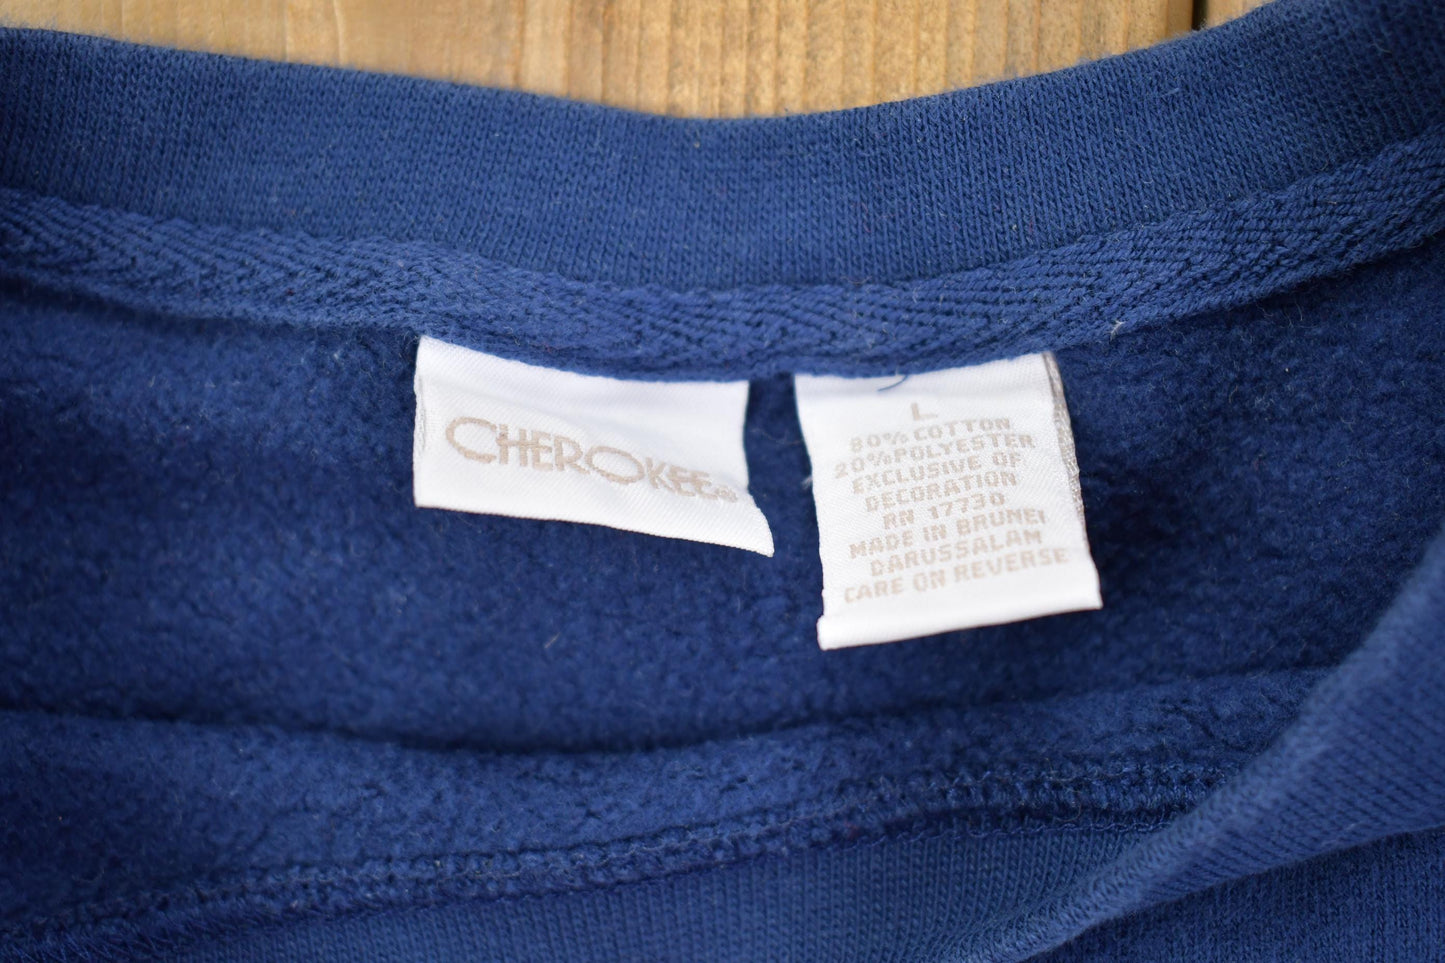 CHEROKEE®
L
80% COTTON
20% POLYESTER
EXCLUSIVE OF
DECORATION
RN 17730
MADE IN BRUNEI
DARUSSALAM
CARE ON REVERSE